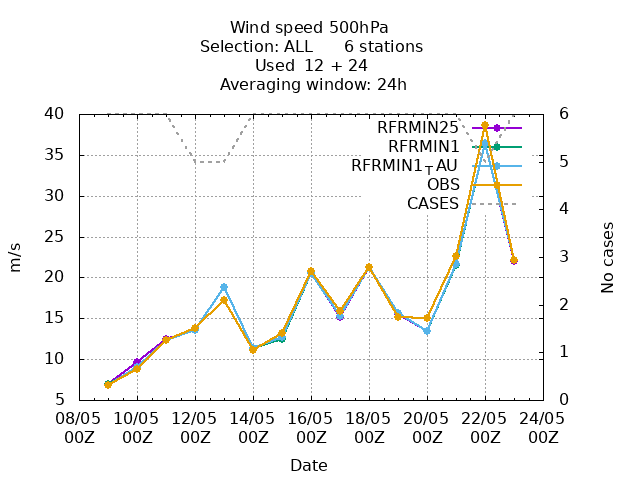 Wind speed 500hPa
Selection: ALL 6 stations
Used 12 + 24
Averaging window: 24h
RFRMIN25
RFRMIN1
RFRMIN1_TAU
OBS
CASES
40
35
30
25
20
15
10
5
m/s
6
5
4
3
2
1
0
No cases
08/05 10/05 12/05 14/05 16/05 18/05 20/05 22/05 24/05
00Z 00Z 00Z 00Z 00Z 00Z 00Z 00Z 00Z
Date